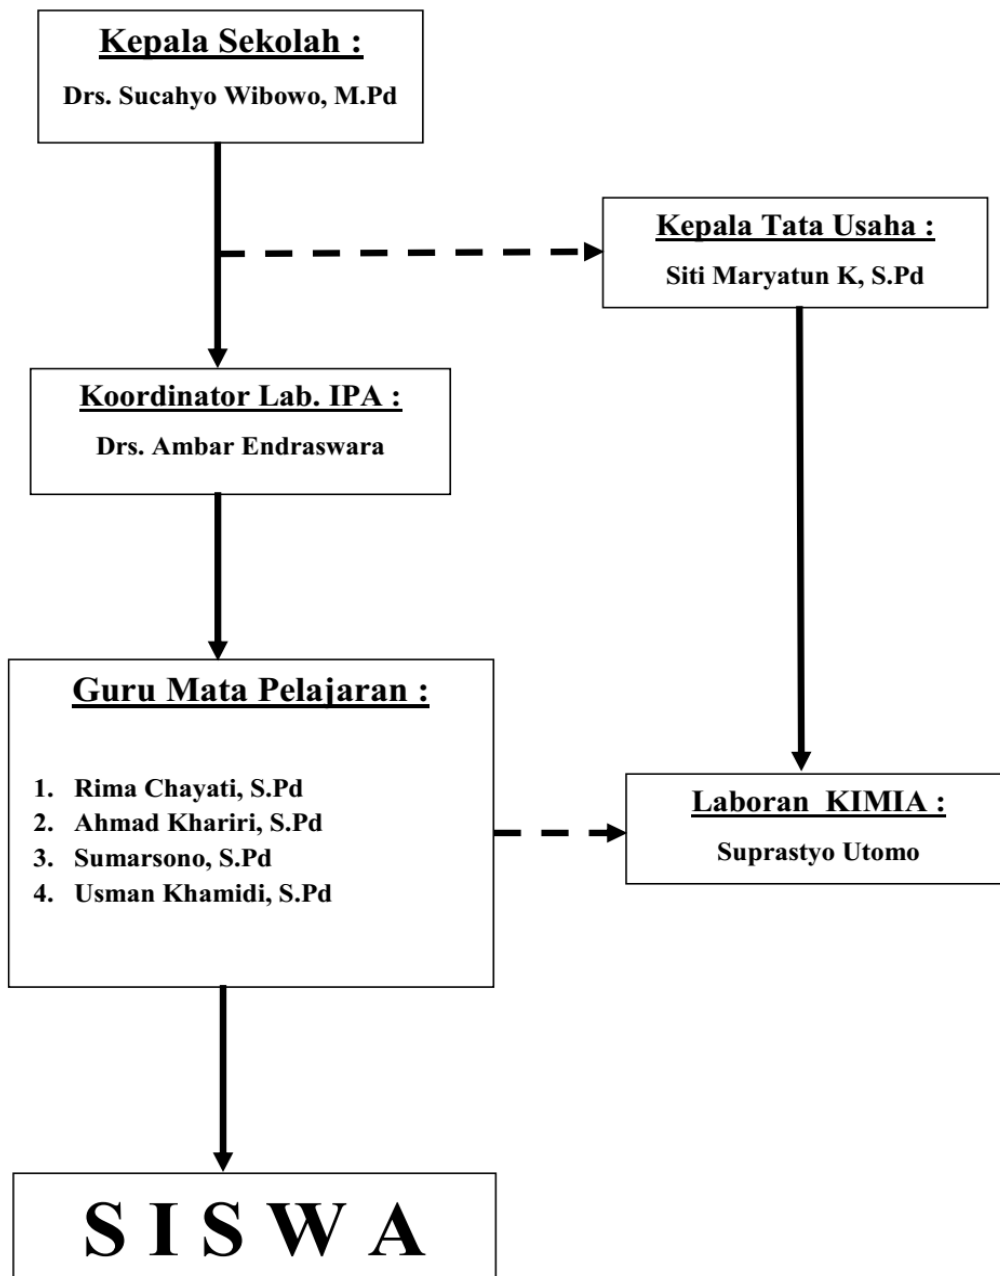 Kepala Sekolah :
Drs. Sucahyo Wibowo, M.Pd
Kepala Tata Usaha :
Siti Maryatun K, S.Pd
Koordinator Lab. IPA :
Drs. Ambar Endraswara
Guru Mata Pelajaran :
1. Rima Chayati, S.Pd
2. Ahmad Khariri, S.Pd
3. Sumarsono, S.Pd
4. Usman Khamidi, S.Pd
Laboran KIMIA :
Suprastyo Utomo
S I S W A